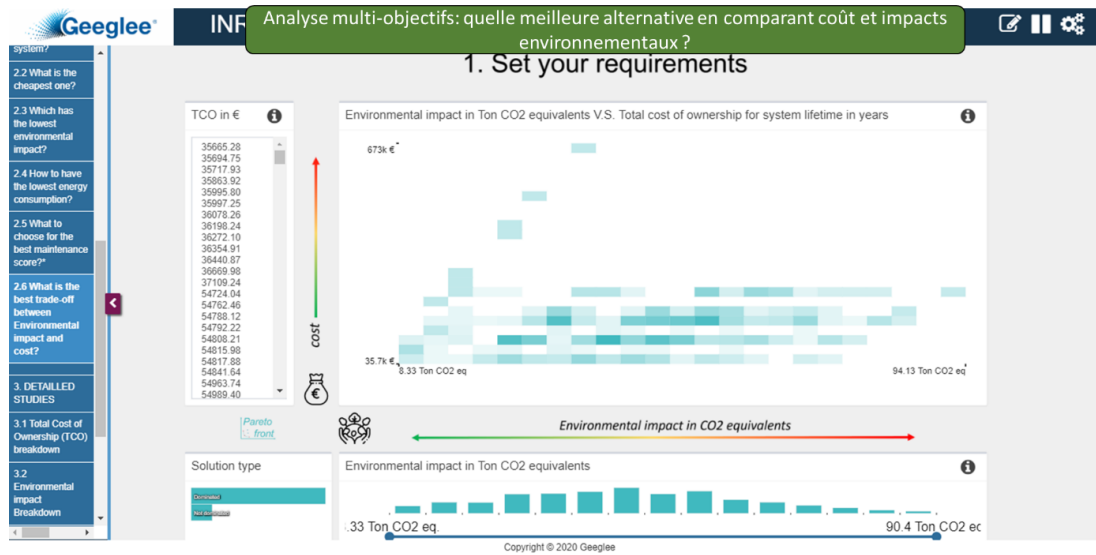 Geeglee®
INF
Analyse multi-objectifs: quelle meilleure alternative en comparant coût et impacts
environnementaux ?
system?
2.2 What is the
cheapest one?
2.3 Which has
the lowest
environmental
impact?
2.4 How to have
the lowest energy
consumption?
2.5 What to
choose for the
best maintenance
score?*
2.6 What is the
best trade-off
between
Environmental
impact and
cost?
3. DETAILLED
STUDIES
3.1 Total Cost of
Ownership (TCO)
breakdown
3.2
Environmental
impact
Breakdown
1. Set your requirements
TCO in €
35665.28
35694.75
35717.93
35863.92
35995.80
35997.25
36078.26
36198.24
36272.10
36354.91
36440.87
36669.98
37109.24
54724.04
54762.46
54788.12
54792.22
54808.21
54815.98
54817.88
54841.64
54963.74
54989.40
cost
€
Environmental impact in Ton CO2 equivalents V.S. Total cost of ownership for system lifetime in years
673k €
35.7k €
8.33 Ton CO2 eq
94.13 Ton CO2 eq
Pareto
front
Environmental impact in CO2 equivalents
Solution type
Dominated
Not dominated
Environmental impact in Ton CO2 equivalents
.33 Ton CO2 eq.
90.4 Ton CO2 ec
Copyright © 2020 Geeglee